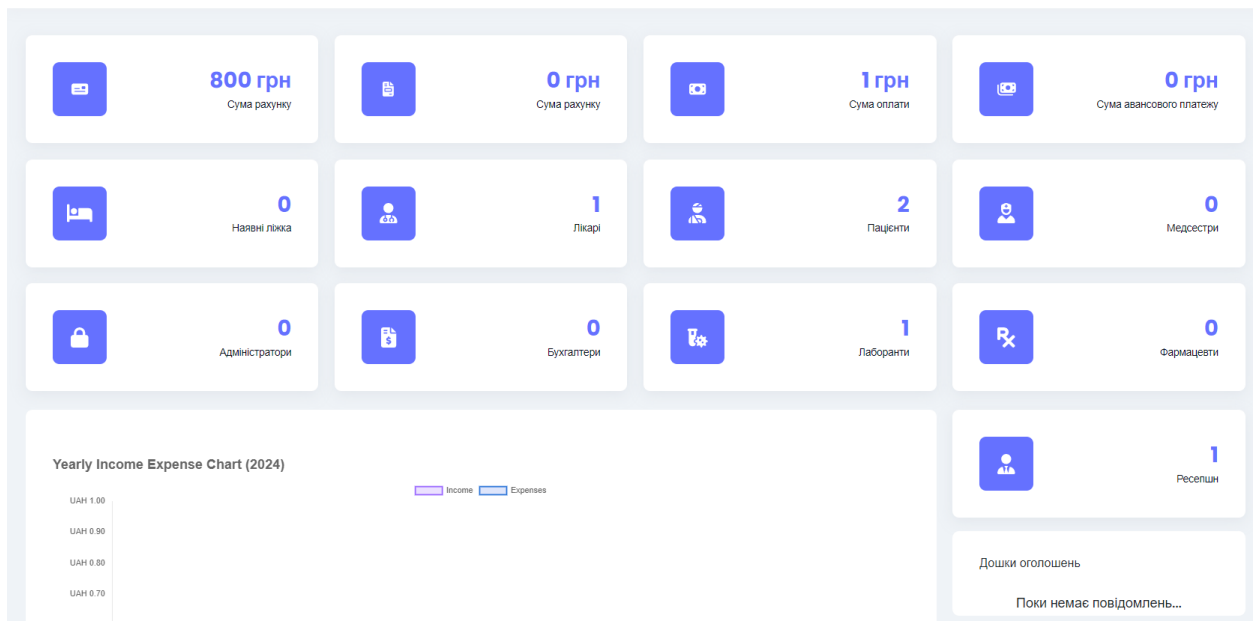 800 грн
Сума рахунку
0 грн
Сума рахунку
1 грн
Сума оплати
0 грн
Сума авансового платежу
0
Наявні ліжка
1
Лікарі
2
Пацієнти
0
Медсестри
0
Адміністратори
0
Бухгалтери
1
Лаборанти
0
Фармацевти
Yearly Income Expense Chart (2024)
Income Expenses
UAH 1.00
UAH 0.90
UAH 0.80
UAH 0.70
1
Ресепшн
Дошки оголошень
Поки немає повідомлень...